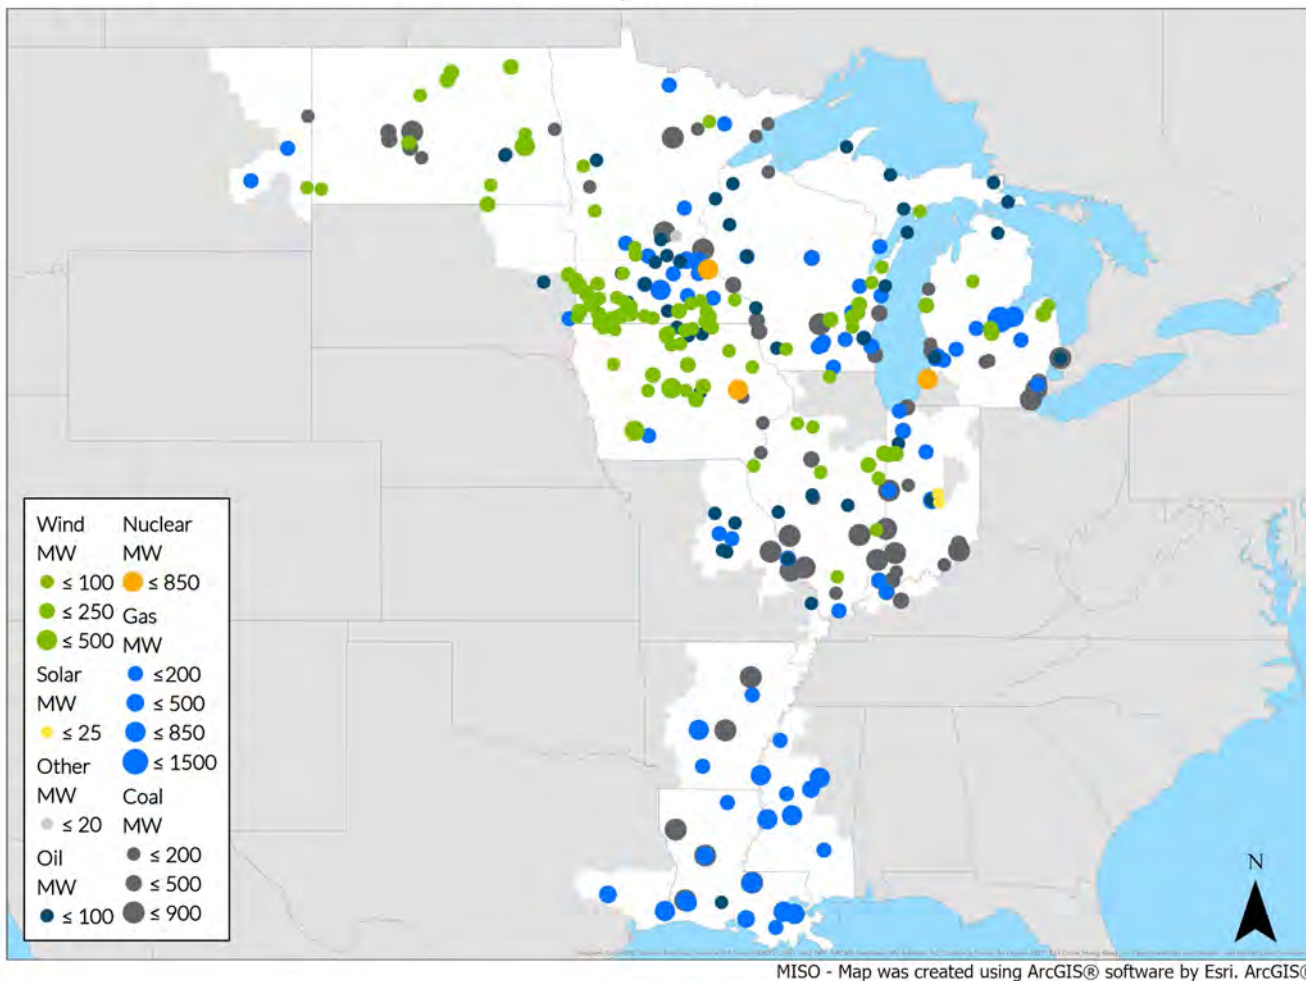 Wind
MW
≤ 100
≤ 250
≤ 500
Solar
MW
≤ 25
Other
MW
≤ 20
Oil
MW
≤ 100
Nuclear
MW
≤ 850
Gas
MW
≤200
≤ 500
≤ 850
≤ 1500
Coal
MW
≤ 200
≤ 500
≤ 900
N
MISO - Map was created using ArcGIS® software by Esri. ArcGIS®